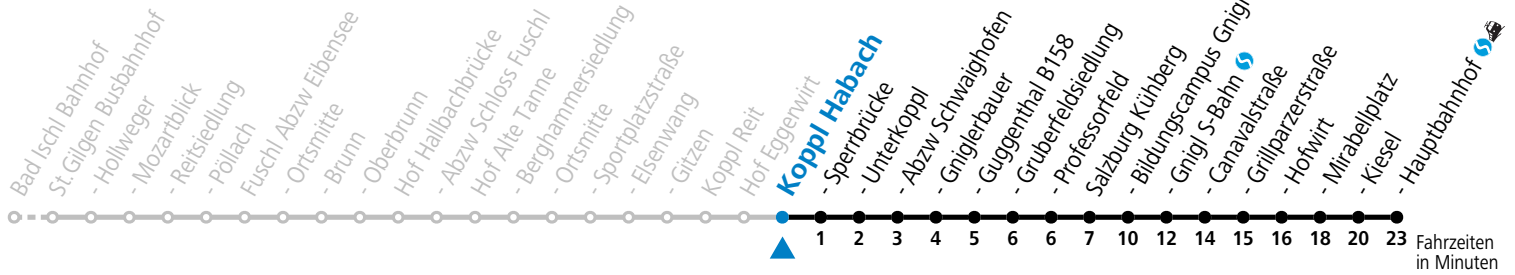 Bad Ischl Bahnhof
St.Gilgen Busbahnhof
- Hollweger
- Mozartblick
- Reitsiedlung
- Pöllach
Fuschl Abzw Eibensee
- Ortsmitte
- Brunn
- Oberbrunn
Hof Hallbachbrücke
- Abzw Schloss Fuschl
Hof Alte Tanne
- Berghammersiedlung
- Ortsmitte
- Sportplatzstraße
- Elsenwang
- Gitzen
Koppl Reit
Hof Eggerwirt
Koppl Habach
- Sperrbrücke
- Unterkoppl
- Abzw Schwaighofen
- Gniglerbauer
- Guggenthal B158
- Gruberfeldsiedlung
- Professorfeld
Salzburg Kühberg
- Bildungscampus Gnigl
- Gnigl S-Bahn
- Canavalstraße
- Grillparzerstraße
- Hofwirt
- Mirabellplatz
- Kiesel
- Hauptbahnhof
1 2 3 4 5 6 6 7 10 12 14 15 16 18 20 23
Fahrzeiten
in Minuten